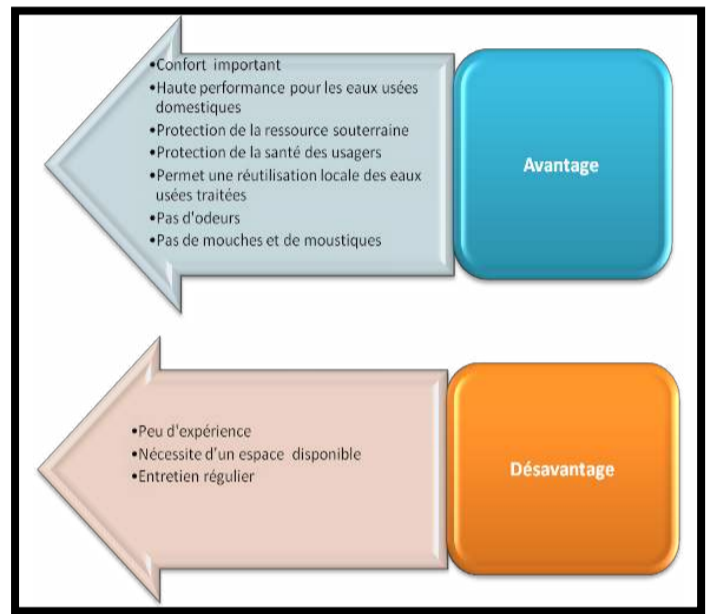 •Confort important
•Haute performance pour les eaux usées
domestiques
•Protection de la ressource souterraine
•Protection de la santé des usagers
•Permet une réutilisation locale des eaux
usées traitées
•Pas d'odeurs
•Pas de mouches et de moustiques
Avantage
•Peu d'expérience
•Nécessite d'un espace disponible
•Entretien régulier
Désavantage